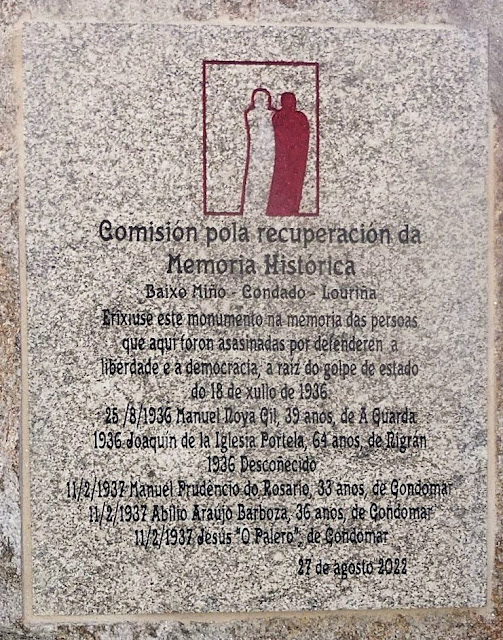 Comisión pola recuperación da
Memoria Histórica
Baixo Miño - Condado - Louriña
Erixiuse este monumento na memoria das persoas
que aquí foron asasinadas por defenderen a
liberdade e a democracia, a raíz do golpe de estado
do 18 de xullo de 1936
25 /8/1936 Manuel Noya Gil, 39 anos, de A Guarda
1936 Joaquín de la Iglesia Portela, 64 anos, de Nigrán
1936 Descoñecido
11/2/1937 Manuel Prudencio do Rosario, 33 anos, de Gondomar
11/2/1937 Abilio Araujo Barboza, 36 anos, de Gondomar
11/2/1937 Jesús "O Palero", de Gondomar
27 de agosto 2022